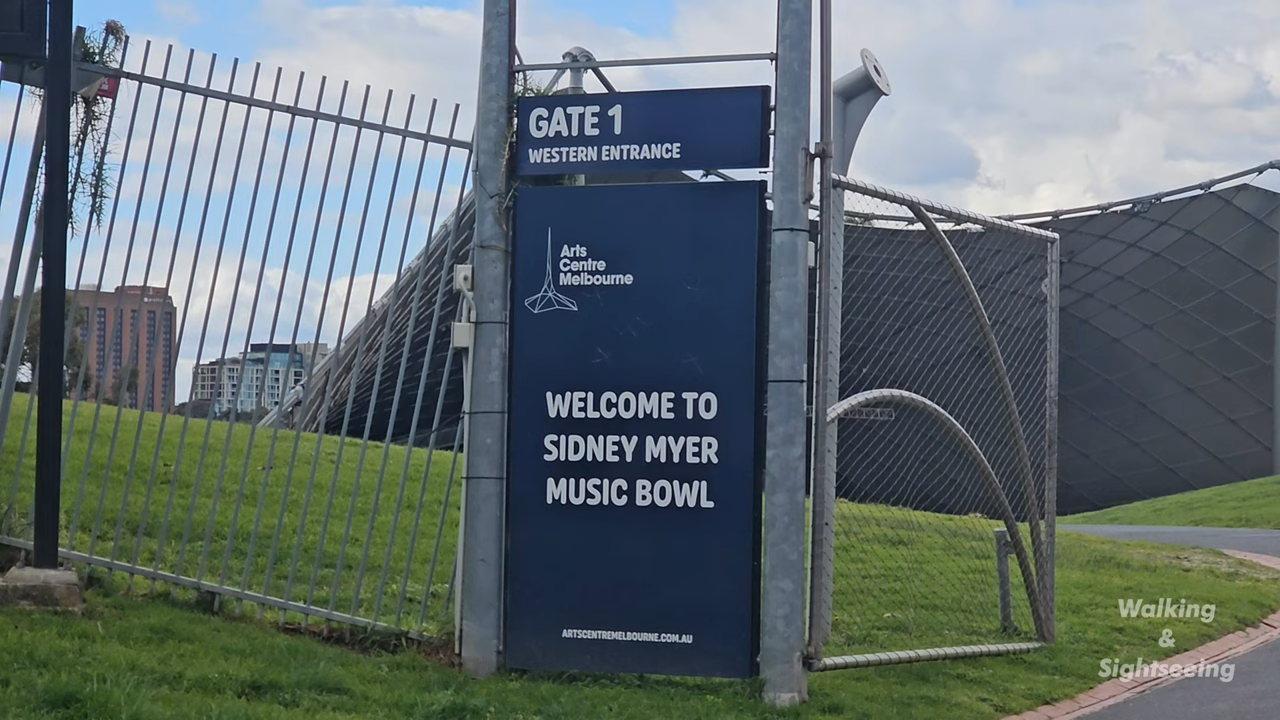 GATE 1
WESTERN ENTRANCE
Arts
Centre
Melbourne
WELCOME TO
SIDNEY MYER
MUSIC BOWL
ARTSCENTREMELBOURNE.COM.AU
Walking
&
Sightseeing